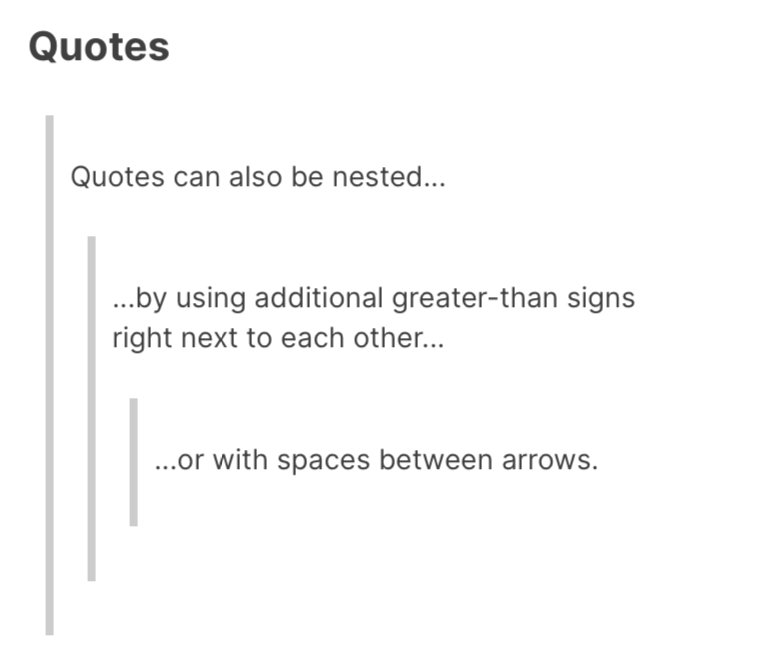 Quotes
Quotes can also be nested...
...by using additional greater-than signs
right next to each other...
...or with spaces between arrows.